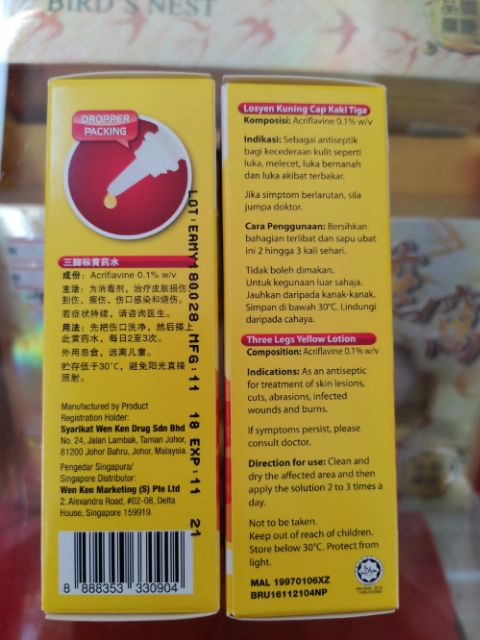 BIRD'S NEST
DROPPER
PACKING
三脚标黄药水
成份: Acriflavine 0.1% w/v
主治: 为消毒剂，治疗皮肤损伤
割伤、擦伤、伤口感染和烧伤。
若症状持续，请咨询医生。
用法: 先把伤口洗净，然后搽上
此黄药水，每日2至3次。
外用忌食，远离儿童。
贮存低于30°C，避免阳光直接
照射。
LOT:ERMY180028 MFG:11 18 EXP:11 21
Manufactured by Product
Registration Holder:
Syarikat Wen Ken Drug Sdn Bhd
No. 24, Jalan Lambak, Taman Johor,
81200 Johor Bahru, Johor, Malaysia.
Pengedar Singapura/
Singapore Distributor:
Wen Ken Marketing (S) Pte Ltd
2, Alexandra Road, #02-08, Delta
House, Singapore 159919.
8 888353 330904
Losyen Kuning Cap Kaki Tiga
Komposisi: Acriflavine 0.1% w/v
Indikasi: Sebagai antiseptik
bagi kecederaan kulit seperti
luka, melecet, luka bernanah
dan luka akibat terbakar.
Jika simptom berlarutan, sila
jumpa doktor.
Cara Penggunaan: Bersihkan
bahagian terlibat dan sapu ubat
ini 2 hingga 3 kali sehari.
Tidak boleh dimakan.
Untuk kegunaan luar sahaja.
Jauhkan daripada kanak-kanak.
Simpan di bawah 30°C. Lindungi
daripada cahaya.
Three Legs Yellow Lotion
Composition: Acriflavine 0.1% w/v
Indications: As an antiseptic
for treatment of skin lesions,
cuts, abrasions, infected
wounds and burns.
If symptoms persist, please
consult doctor.
Direction for use: Clean and
dry the affected area and then
apply the solution 2 to 3 times a
day.
Not to be taken.
Keep out of reach of children.
Store below 30°C. Protect from
light.
MAL 19970106XZ
BRU16112104NP